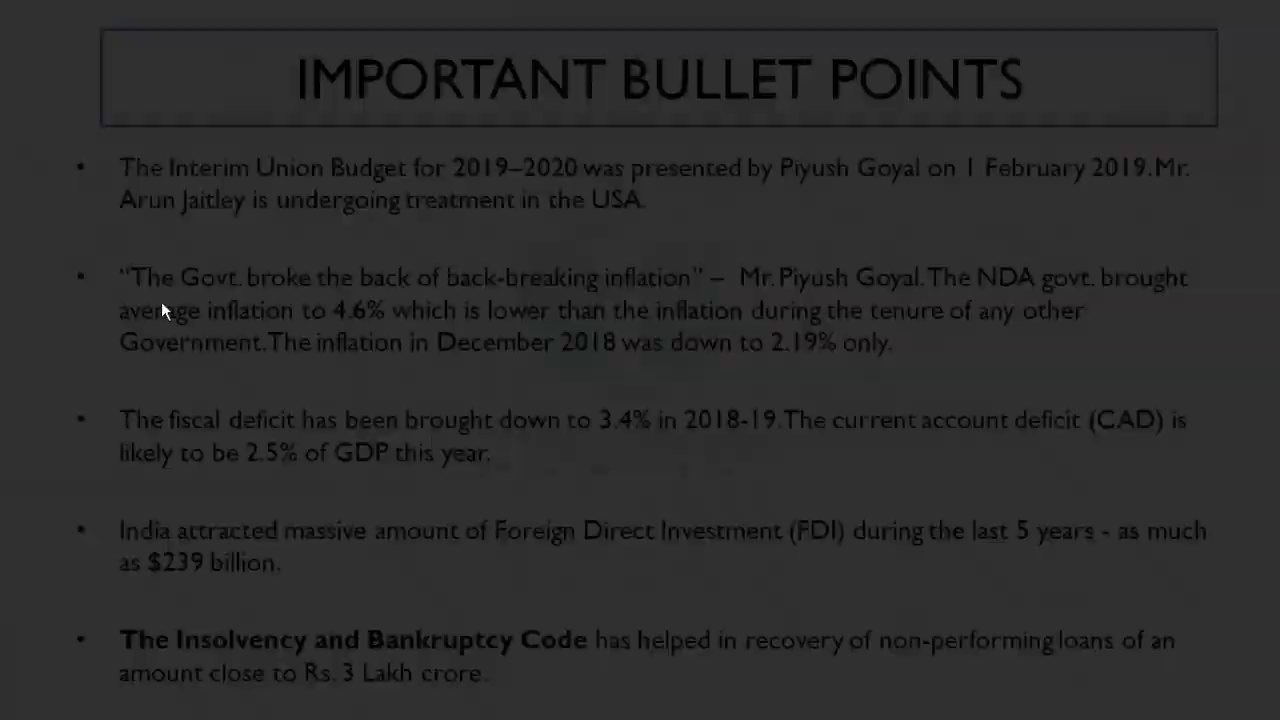 IMPORTANT BULLET POINTS
• The Interim Union Budget for 2019–2020 was presented by Piyush Goyal on 1 February 2019. Mr.
Arun Jaitley is undergoing treatment in the USA.
• “The Govt. broke the back of back-breaking inflation” – Mr. Piyush Goyal. The NDA govt. brought
average inflation to 4.6% which is lower than the inflation during the tenure of any other
Government. The inflation in December 2018 was down to 2.19% only.
• The fiscal deficit has been brought down to 3.4% in 2018-19. The current account deficit (CAD) is
likely to be 2.5% of GDP this year.
• India attracted massive amount of Foreign Direct Investment (FDI) during the last 5 years - as much
as $239 billion.
• The Insolvency and Bankruptcy Code has helped in recovery of non-performing loans of an
amount close to Rs. 3 Lakh crore.